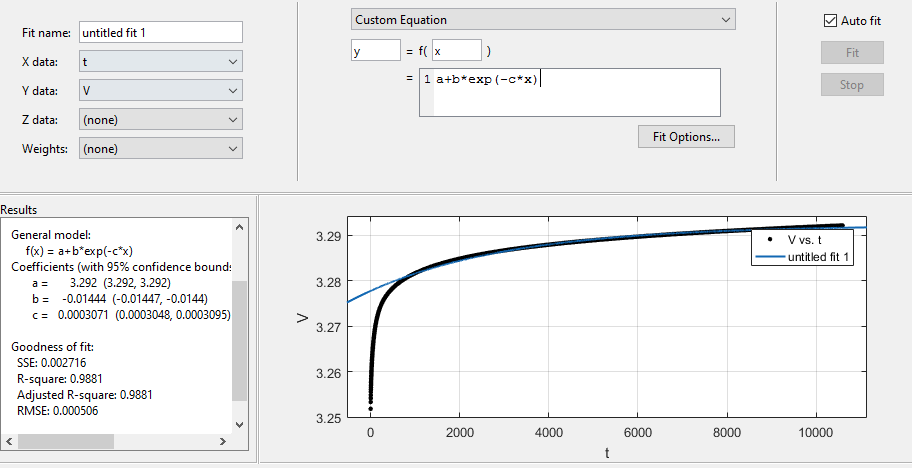 Fit name: untitled fit 1
X data: t
Y data: V
Z data: (none)
Weights: (none)
Custom Equation
y = f( x )
= 1 a+b*exp(-c*x)
Fit Options...
Auto fit
Fit
Stop
Results
General model:
f(x) = a+b*exp(-c*x)
Coefficients (with 95% confidence bounds
a = 3.292 (3.292, 3.292)
b = -0.01444 (-0.01447, -0.0144)
c = 0.0003071 (0.0003048, 0.0003095)
Goodness of fit:
SSE: 0.002716
R-square: 0.9881
Adjusted R-square: 0.9881
RMSE: 0.000506
3.29
3.28
3.27
3.26
3.25
V
V vs. t
untitled fit 1
0 2000 4000 6000 8000 10000
t